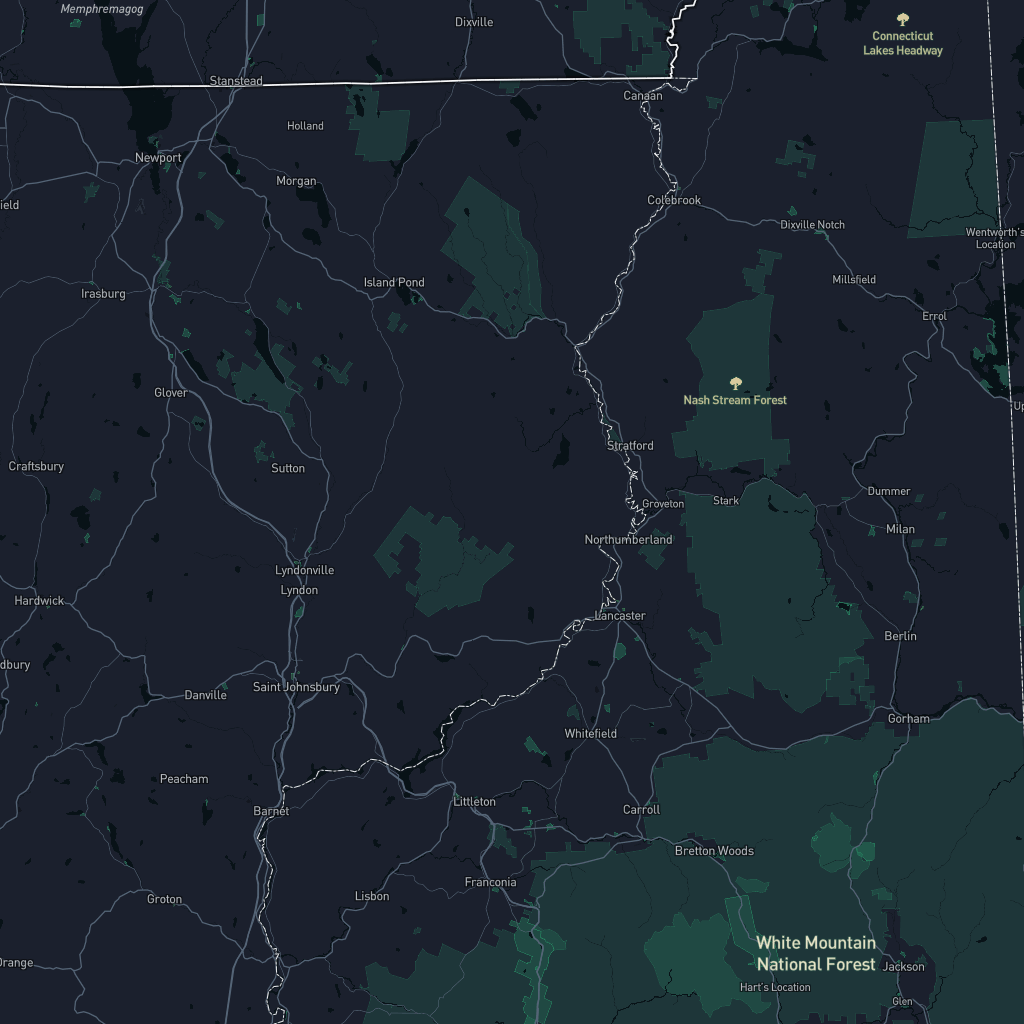 Memphremagog
Dixville
Connecticut
Lakes Headway
Stanstead
Canaan
Holland
Newport
Morgan
Colebrook
Dixville Notch
Wentworth's
Location
Island Pond
Millsfield
Irasburg
Errol
Glover
Nash Stream Forest
Stratford
Craftsbury
Sutton
Dummer
Groveton
Stark
Milan
Northumberland
Lyndonville
Lyndon
Hardwick
Lancaster
Berlin
Saint Johnsbury
Danville
Gorham
Whitefield
Peacham
Littleton
Carroll
Barnet
Bretton Woods
Franconia
Lisbon
Groton
White Mountain
National Forest
Orange
Jackson
Hart's Location
Glen
ield
dbury
Up